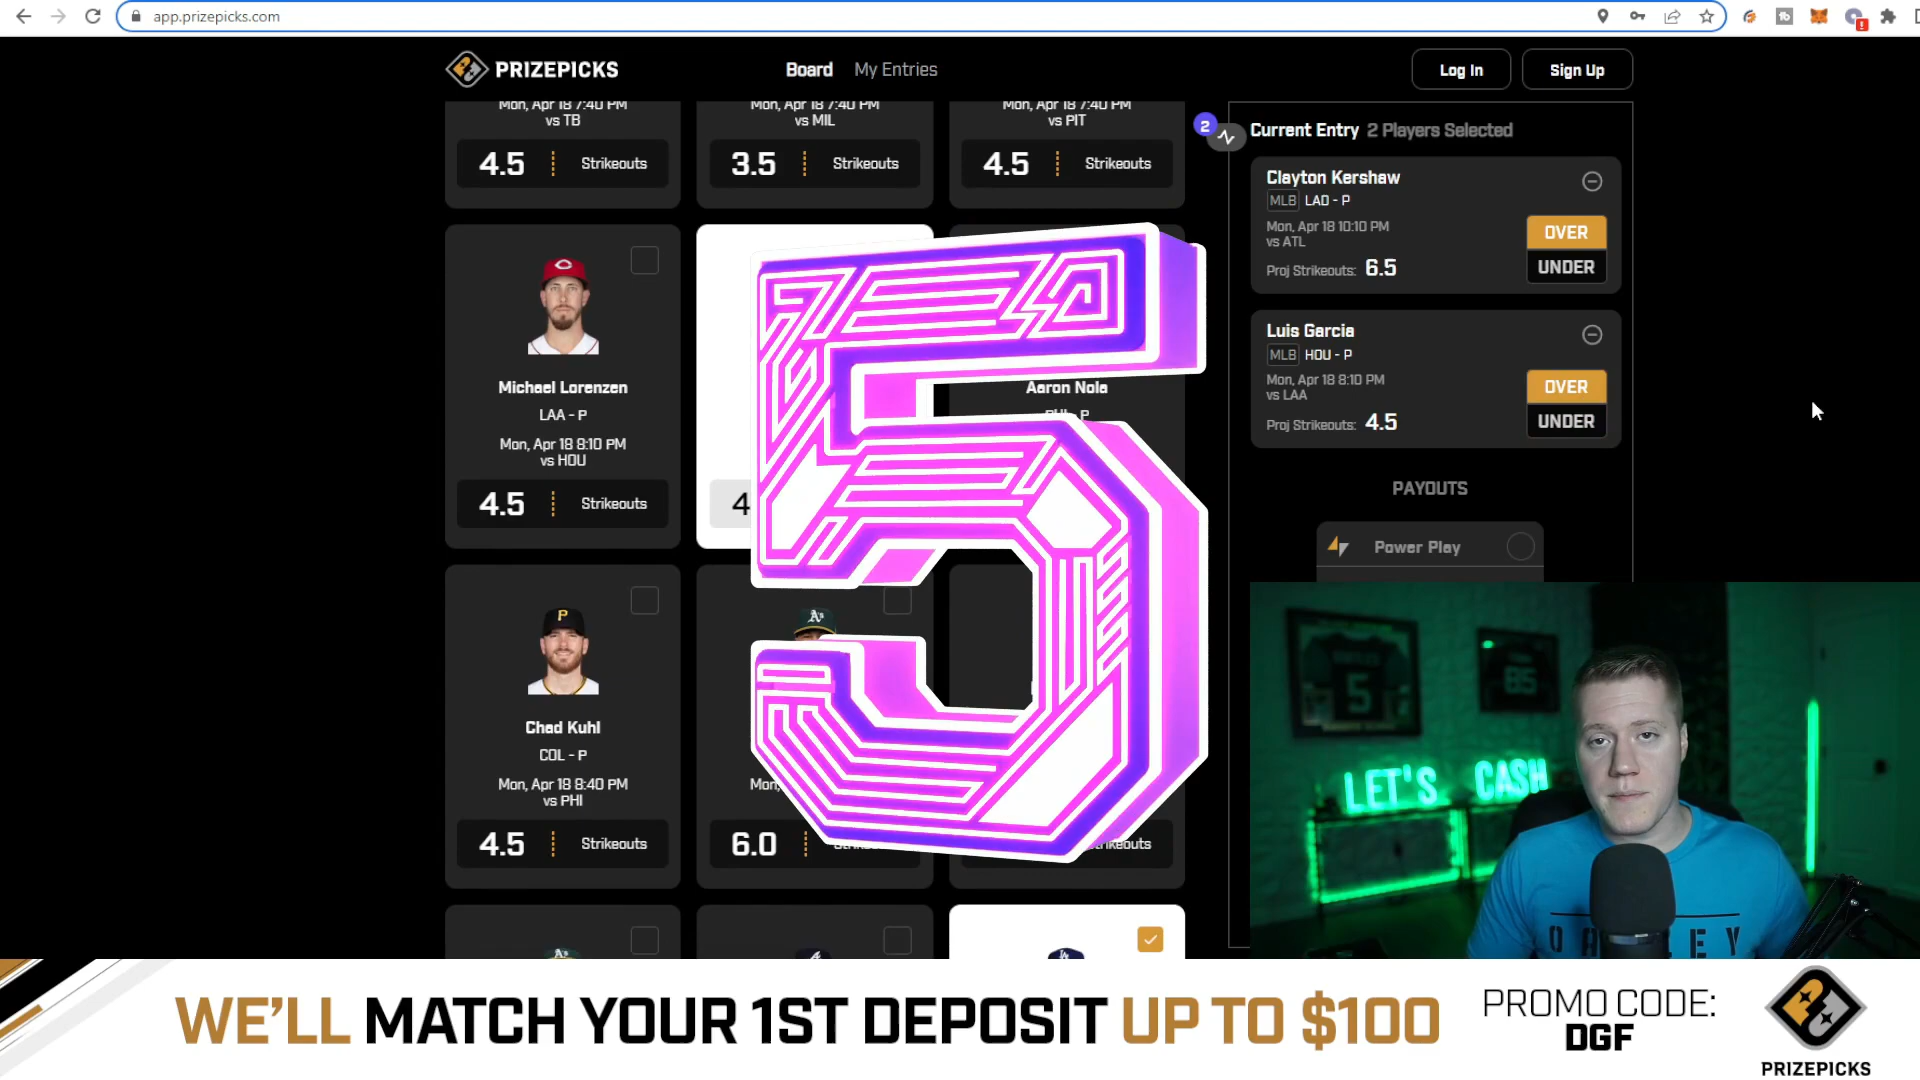 app.prizepicks.com
PRIZEPICKS
Board
My Entries
Log In
Sign Up
Mon, Apr 18 7:40 PM
vs TB
4.5
Strikeouts
Mon, Apr 18 7:40 PM
vs MIL
3.5
Strikeouts
Mon, Apr 18 7:40 PM
vs PIT
4.5
Strikeouts
Michael Lorenzen
LAA - P
Mon, Apr 18 8:10 PM
vs HOU
4.5
Strikeouts
4
Aaron Nola
5
Chad Kuhl
COL - P
Mon, Apr 18 8:40 PM
vs PHI
4.5
Strikeouts
A's
Mon,
6.0
2
Current Entry 2 Players Selected
Clayton Kershaw
MLB LAD - P
Mon, Apr 18 10:10 PM
vs ATL
Proj Strikeouts: 6.5
OVER
UNDER
Luis Garcia
MLB HOU - P
Mon, Apr 18 8:10 PM
vs LAA
Proj Strikeouts: 4.5
OVER
UNDER
PAYOUTS
Power Play
5
85
LET'S CASH
WE'LL MATCH YOUR 1ST DEPOSIT UP TO $100
PROMO CODE:
DGF
PRIZEPICKS